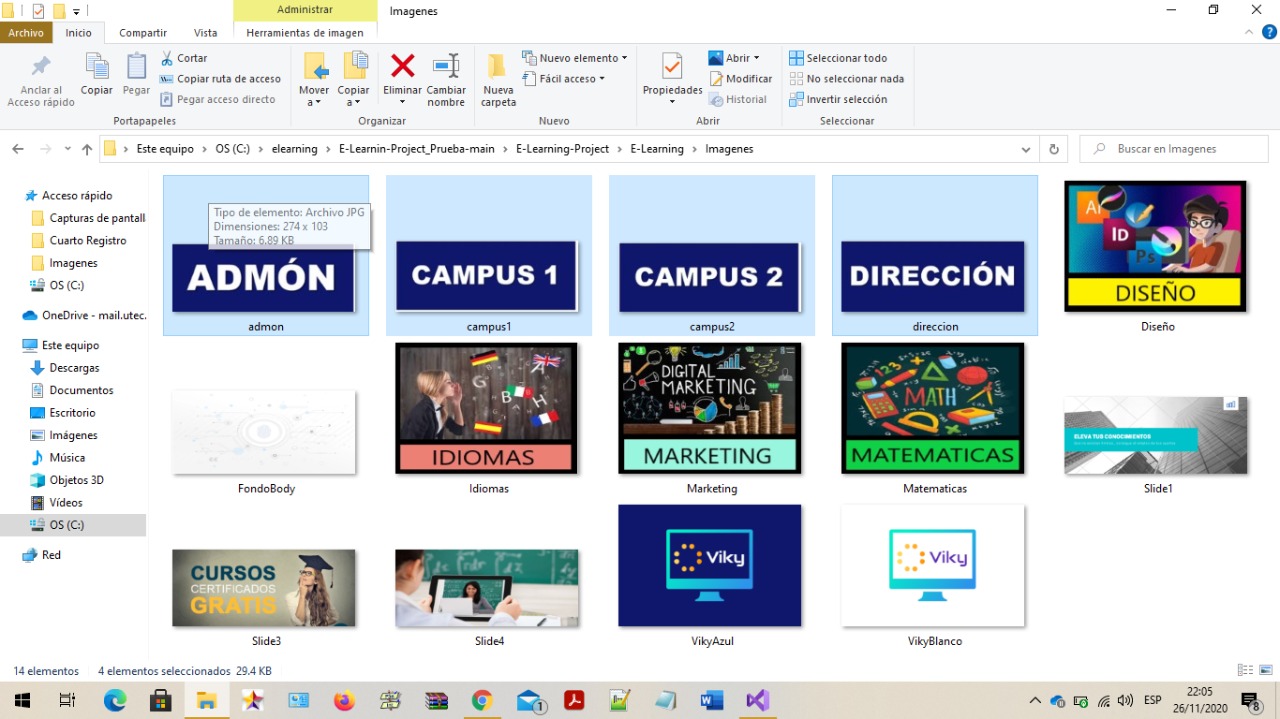 Administrar
Imagenes
Archivo
Inicio
Compartir
Vista
Herramientas de imagen
Anclar al Acceso rápido
Copiar
Pegar
Cortar
Copiar ruta de acceso
Pegar acceso directo
Mover a
Copiar a
Eliminar
Cambiar nombre
Nueva carpeta
Nuevo elemento
Fácil acceso
Propiedades
Abrir
Modificar
Historial
Seleccionar todo
No seleccionar nada
Invertir selección
Portapapeles
Organizar
Nuevo
Abrir
Seleccionar
Este equipo
OS (C:)
elearning
E-Learnin-Project_Prueba-main
E-Learning-Project
E-Learning
Imagenes
Buscar en Imagenes
Acceso rápido
Capturas de pantall
Cuarto Registro
Imagenes
OS (C:)
OneDrive - mail.utec.
Este equipo
Descargas
Documentos
Escritorio
Imágenes
Música
Objetos 3D
Vídeos
OS (C:)
Red
Tipo de elemento: Archivo JPG
Dimensiones: 274 x 103
Tamaño: 6.89 KB
ADMÓN
admon
CAMPUS 1
campus1
CAMPUS 2
campus2
DIRECCIÓN
direccion
Ai
ID
Ps
DISEÑO
Diseño
FondoBody
G
B
H
IDIOMAS
Idiomas
DIGITAL
MARKETING
MARKETING
Marketing
MATH
MATEMATICAS
Matematicas
ELEVA TUS CONOCIMIENTOS
Slide1
CURSOS
CERTIFICADOS
GRATIS
Slide3
Slide4
Viky
VikyAzul
Viky
VikyBlanco
14 elementos
4 elementos seleccionados 29.4 KB
1
ESP
22:05
26/11/2020
8